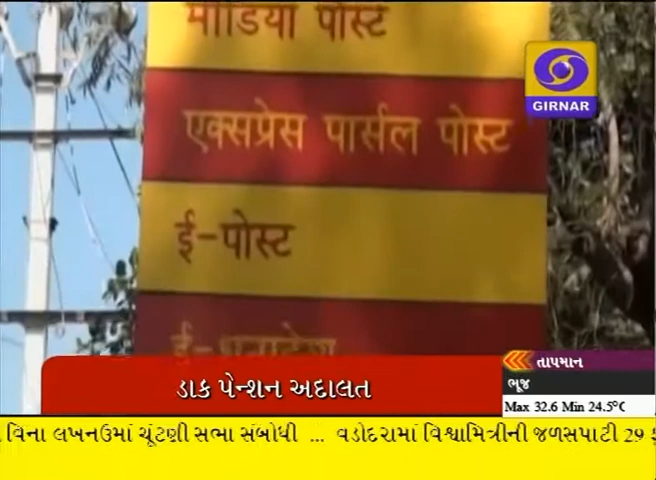 मीडिया पोस्ट
एक्सप्रेस पार्सल पोस्ट
GIRNAR
ई-पोस्ट
ई-धनादेश
ડાક પેન્શન અદાલત
તાપમાન
ભૂજ
Max 32.6 Min 24.5°C
વિના લખનઉમાં ચૂંટણી સભા સંબોધી ... વડોદરામાં વિશ્વામિત્રીની જળસપાટી 29